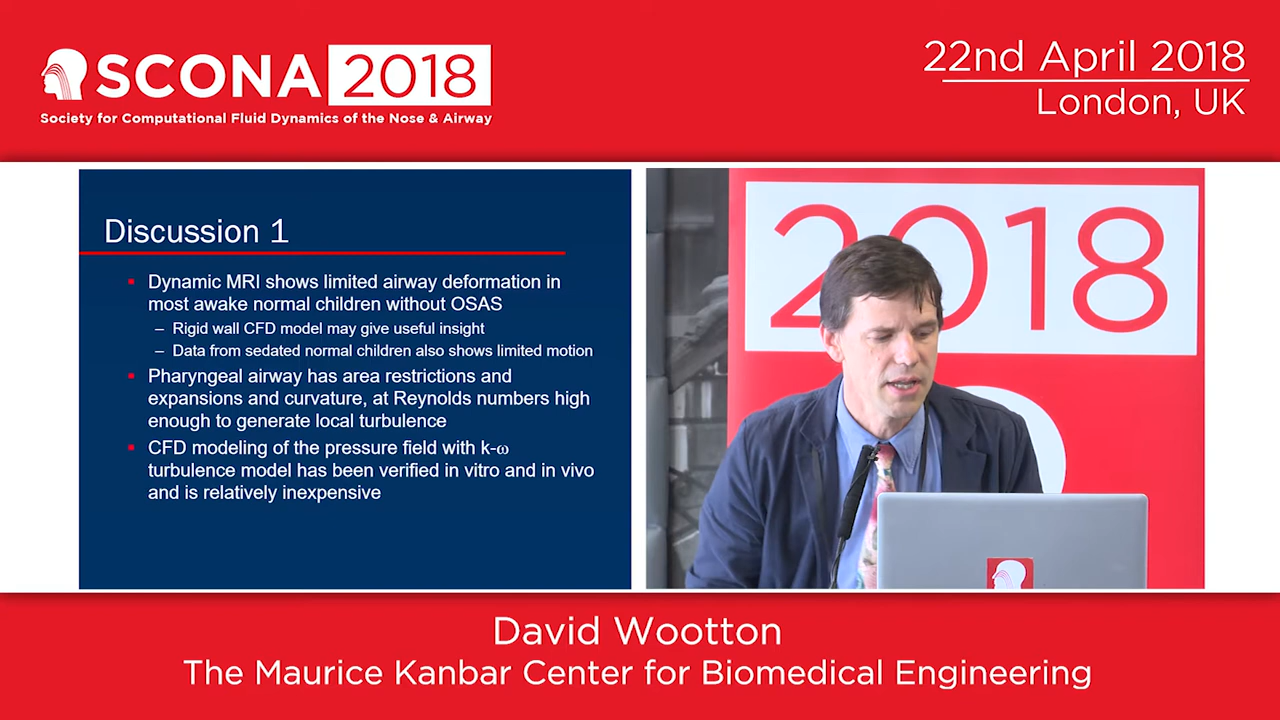 SCONA 2018
Society for Computational Fluid Dynamics of the Nose & Airway
22nd April 2018
London, UK
Discussion 1
Dynamic MRI shows limited airway deformation in
most awake normal children without OSAS
– Rigid wall CFD model may give useful insight
– Data from sedated normal children also shows limited motion
Pharyngeal airway has area restrictions and
expansions and curvature, at Reynolds numbers high
enough to generate local turbulence
CFD modeling of the pressure field with k-ω
turbulence model has been verified in vitro and in vivo
and is relatively inexpensive
2018
David Wootton
The Maurice Kanbar Center for Biomedical Engineering